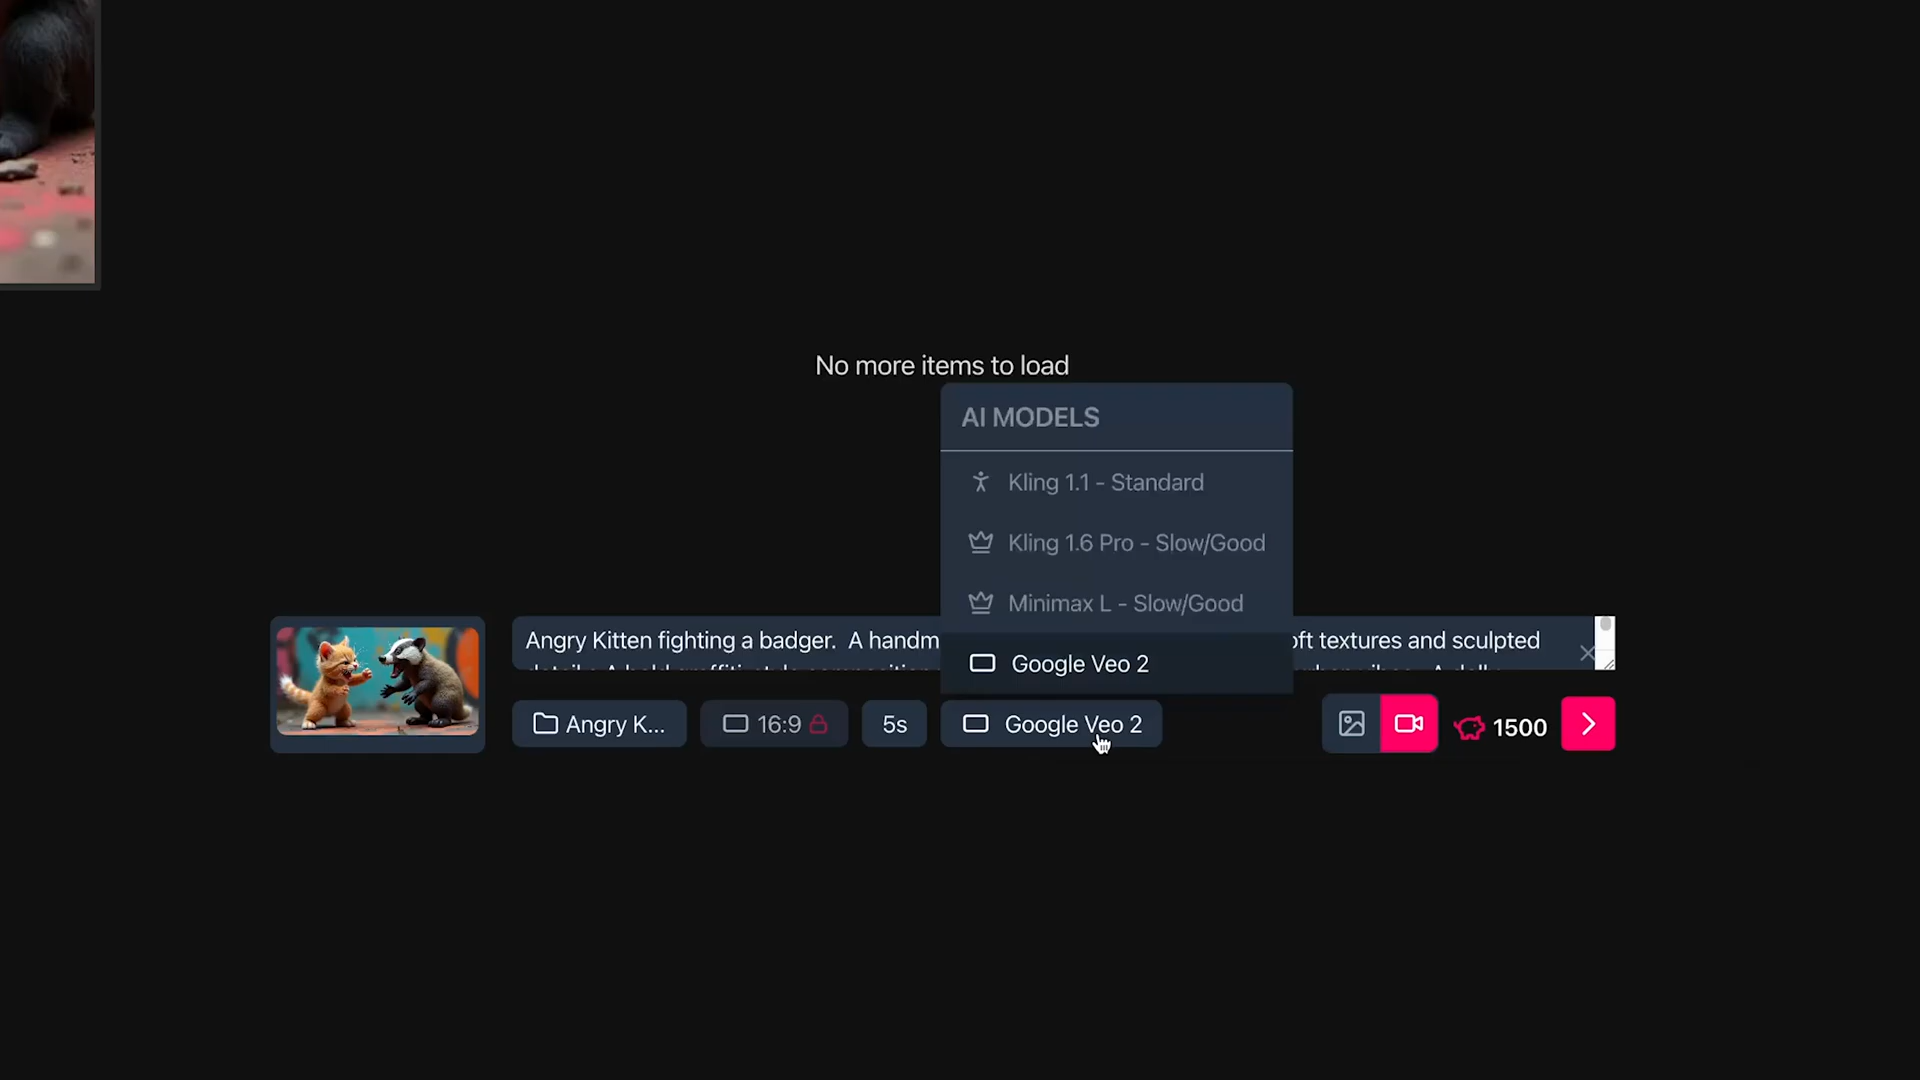 No more items to load
AI MODELS
Kling 1.1 - Standard
Kling 1.6 Pro - Slow/Good
Minimax L - Slow/Good
Google Veo 2
Angry Kitten fighting a badger. A handm
oft textures and sculpted
Angry K...
16:9
5s
Google Veo 2
1500